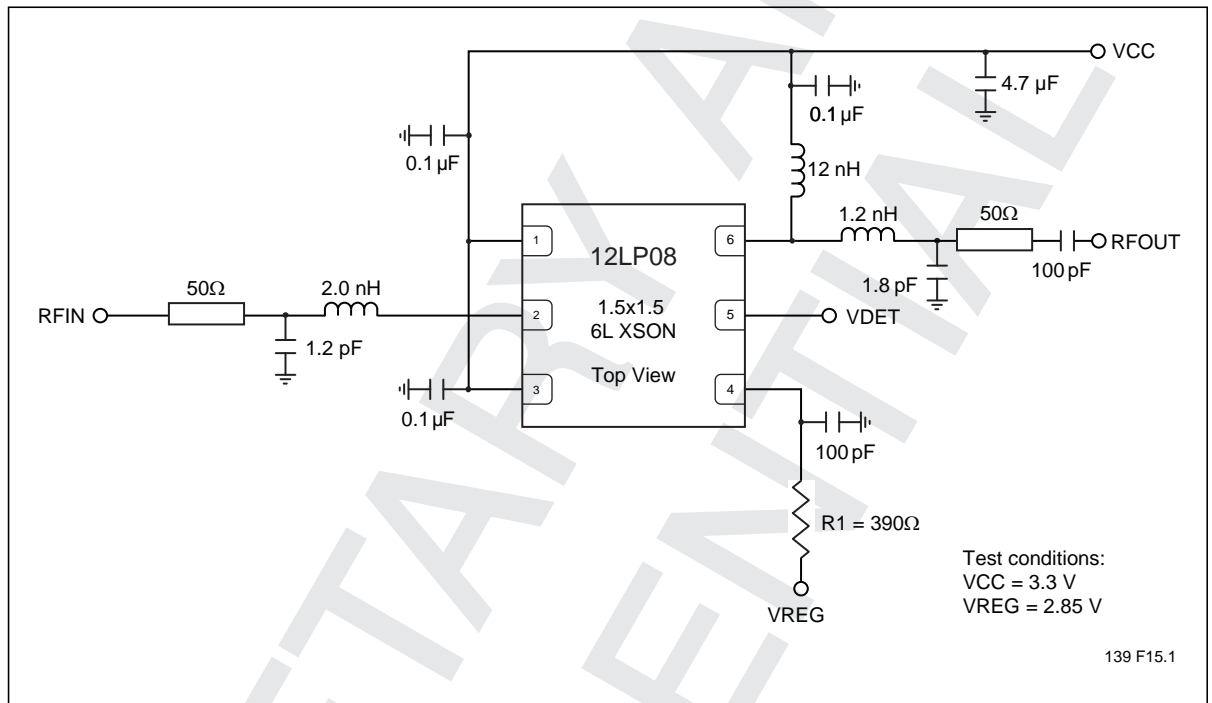 VCC
4.7 µF
0.1 µF
0.1 µF
12 nH
1.2 nH
50Ω
1
12LP08
6
RFOUT
100 pF
1.8 pF
50Ω
2.0 nH
RFIN
2
1.5x1.5
6L XSON
5
VDET
1.2 pF
Top View
3
4
0.1 µF
100 pF
R1 = 390Ω
VREG
Test conditions:
VCC = 3.3 V
VREG = 2.85 V
139 F15.1
TARY A
ENTIAL